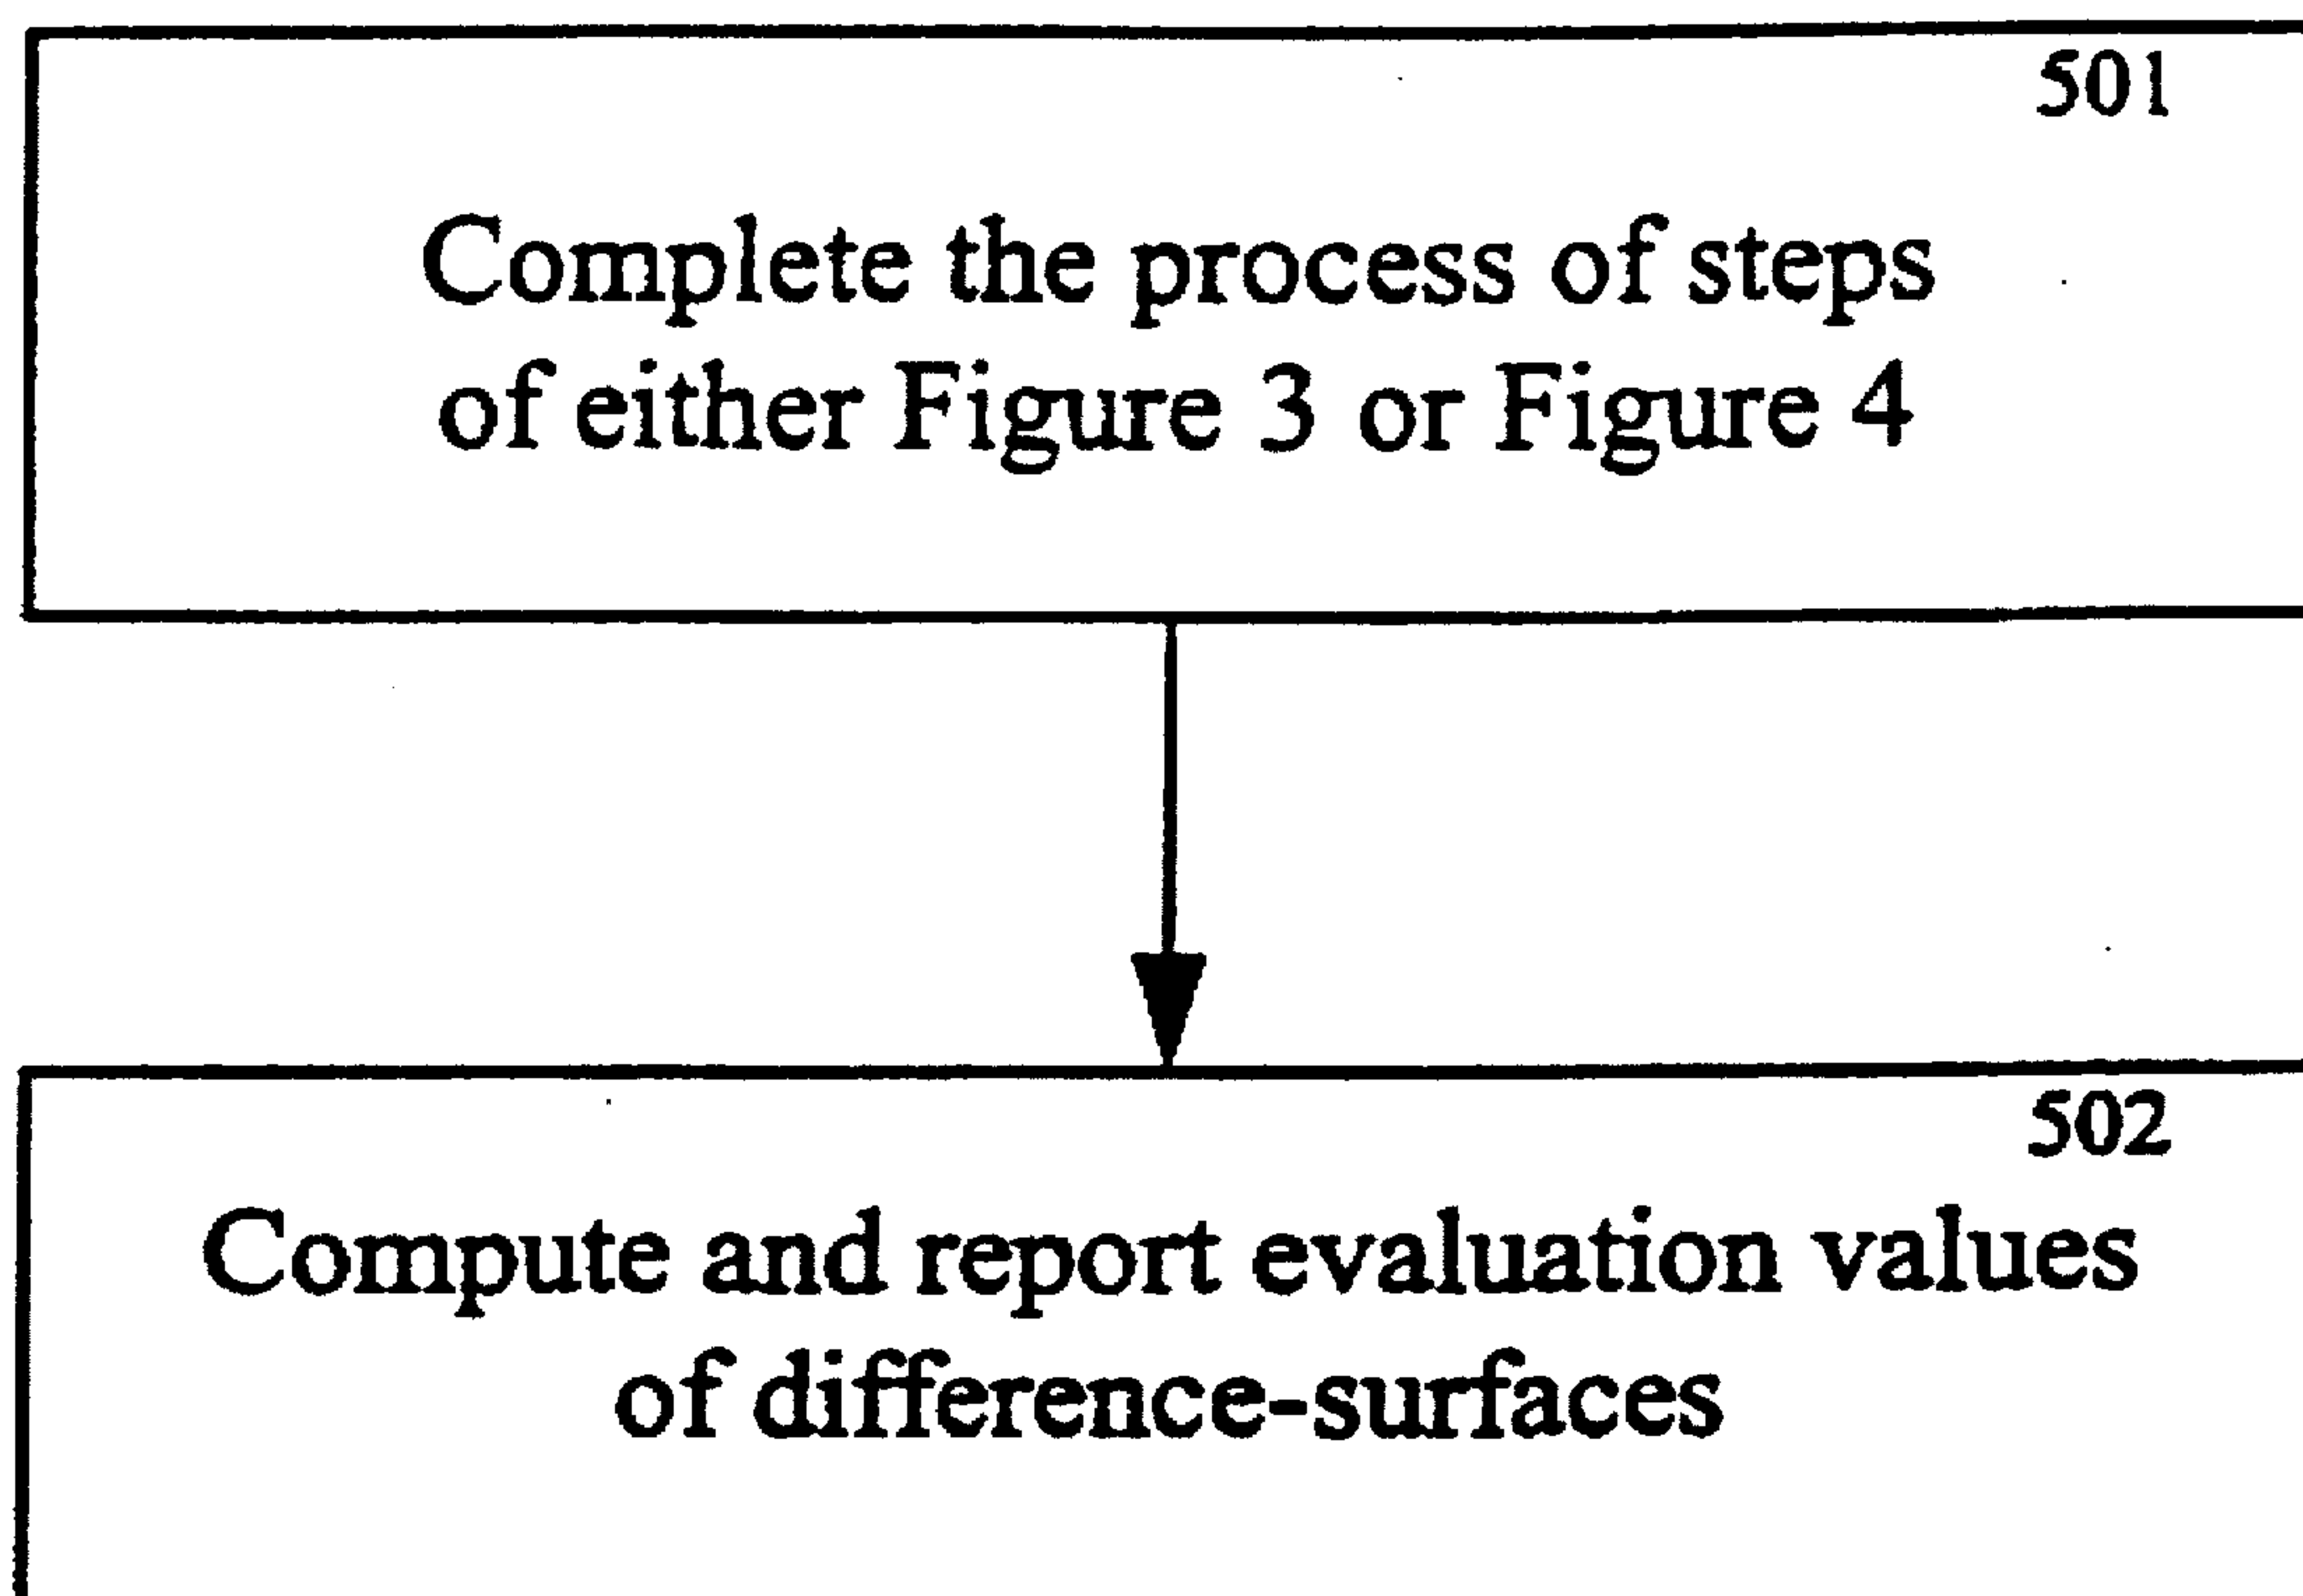 501
Complete the process of steps
of either Figure 3 or Figure 4
502
Compute and report evaluation values
of difference-surfaces